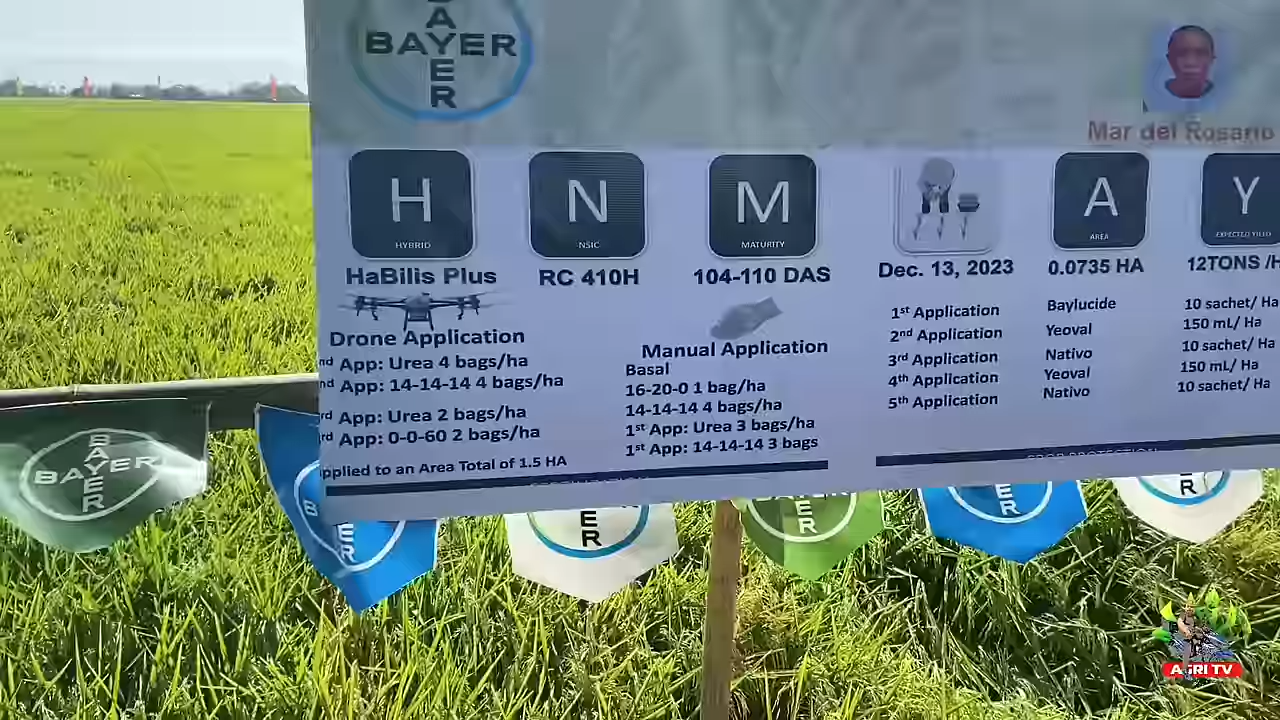 BAYER
BAYER
Mar del Rosario
H
HYBRID
HaBilis Plus
N
NSIC
RC 410H
M
MATURITY
104-110 DAS
Dec. 13, 2023
A
AREA
0.0735 HA
Y
EXPECTED YIELD
12TONS /H
Drone Application
nd App: Urea 4 bags/ha
nd App: 14-14-14 4 bags/ha
rd App: Urea 2 bags/ha
rd App: 0-0-60 2 bags/ha
pplied to an Area Total of 1.5 HA
Manual Application
Basal
16-20-0 1 bag/ha
14-14-14 4 bags/ha
1st App: Urea 3 bags/ha
1st App: 14-14-14 3 bags
1st Application Baylucide 10 sachet/ Ha
2nd Application Yeoval 150 mL/ Ha
3rd Application Nativo 10 sachet/ Ha
4th Application Yeoval 150 mL/ Ha
5th Application Nativo 10 sachet/ Ha
CROP PROTECTION
BAYER
BAYER
ER
ER
BAYER
ER
ER
R
AGRI TV